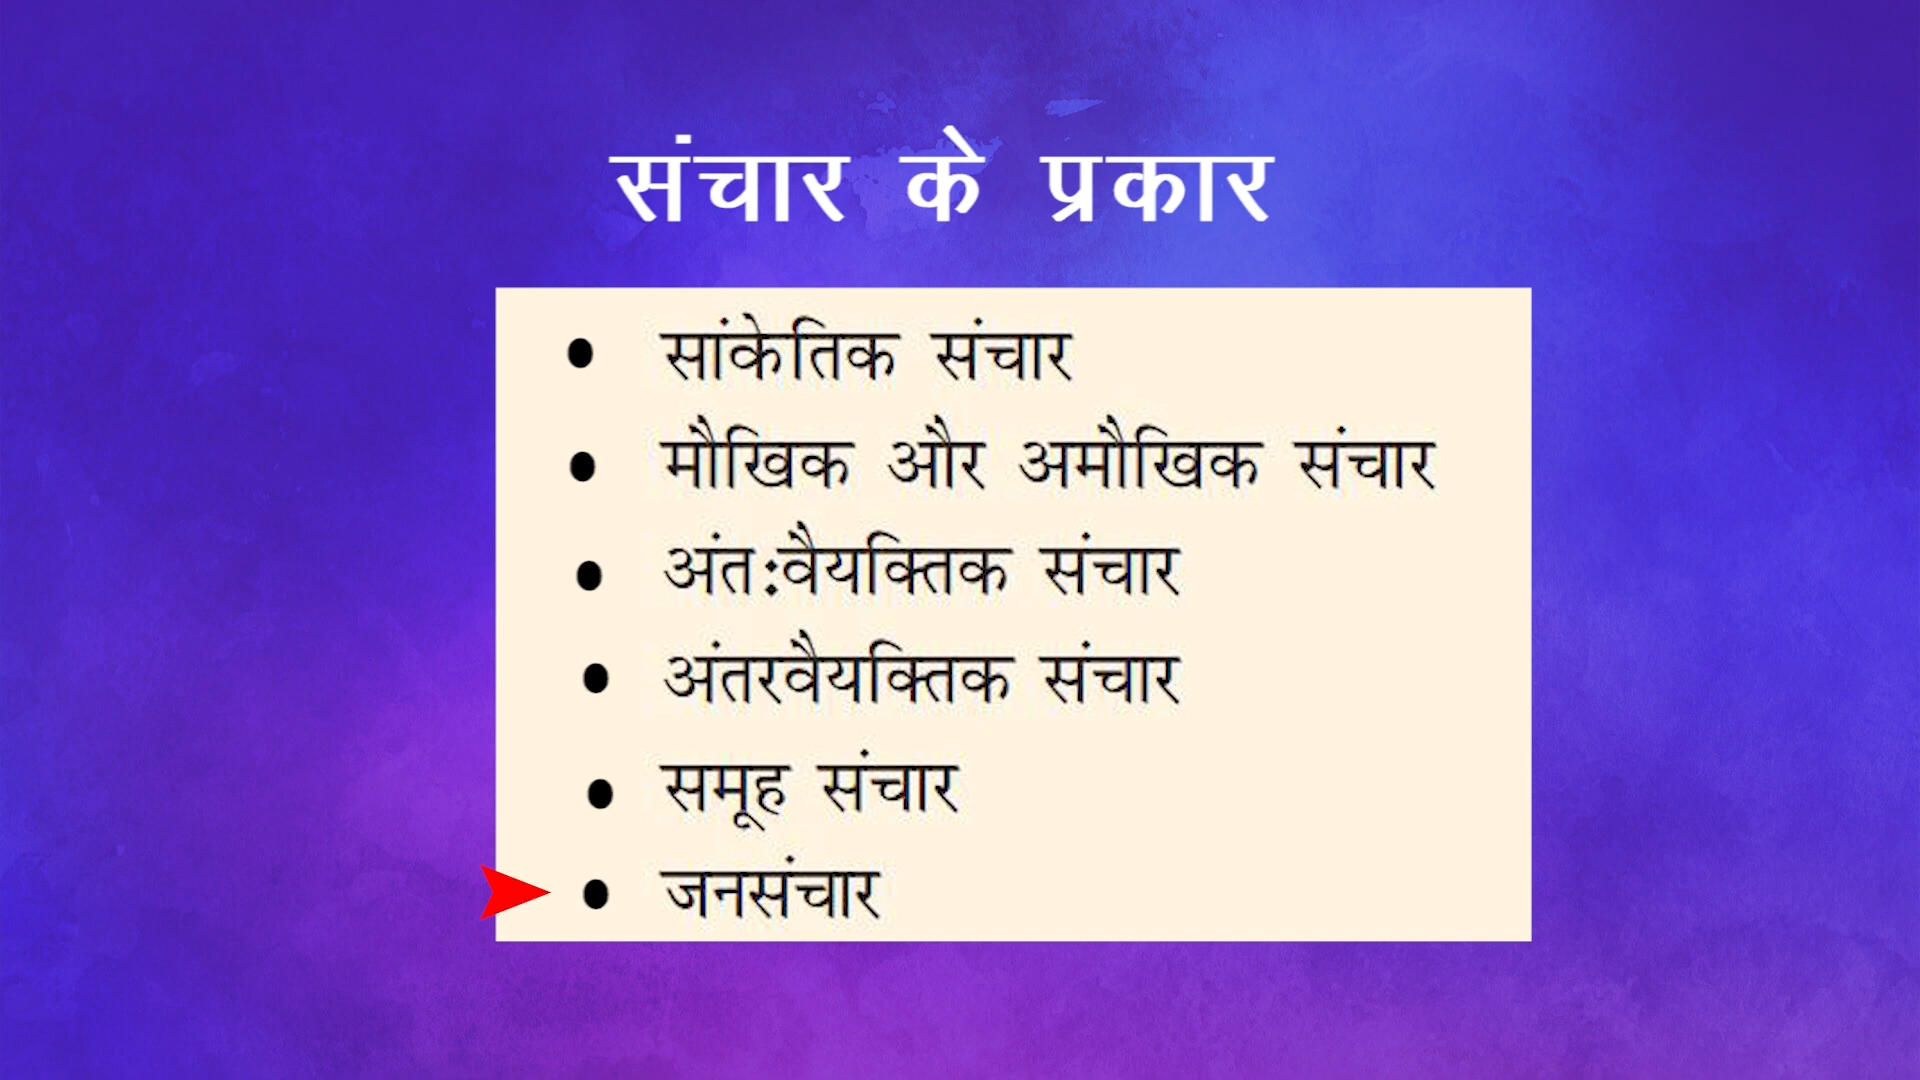 संचार के प्रकार
• सांकेतिक संचार
• मौखिक और अमौखिक संचार
• अंत:वैयक्तिक संचार
• अंतरवैयक्तिक संचार
• समूह संचार
• जनसंचार